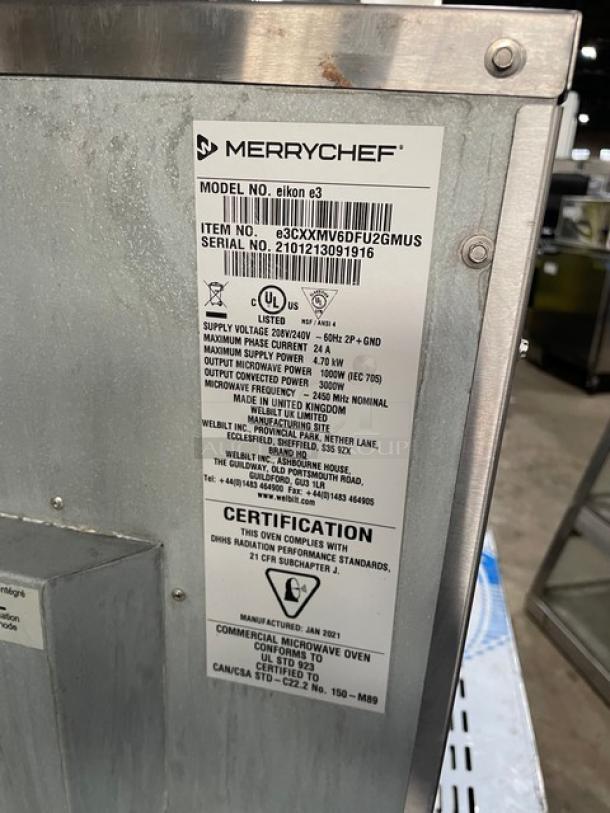 MERRYCHEF®
MODEL NO. eikon e3
ITEM NO. e3CXXMV6DFU2GMUS
SERIAL NO. 2101213091916
C UL US
LISTED
NSF / ANSI 4
SUPPLY VOLTAGE 208V/240V ~ 60Hz 2P+GND
MAXIMUM PHASE CURRENT 24 A
MAXIMUM SUPPLY POWER 4.70 kW
OUTPUT MICROWAVE POWER 1000W (IEC 705)
OUTPUT CONVECTED POWER 3000W
MICROWAVE FREQUENCY ~ 2450 MHz NOMINAL
MADE IN UNITED KINGDOM
WELBILT UK LIMITED
MANUFACTURING SITE
WELBILT INC., PROVINCIAL PARK, NETHER LANE,
ECCLESFIELD, SHEFFIELD, S35 9ZX
BRAND HQ
WELBILT INC., ASHBOURNE HOUSE,
THE GUILDWAY, OLD PORTSMOUTH ROAD,
GUILDFORD, GU3 1LR
Tel: +44(0)1483 464900 Fax: +44(0)1483 464905
www.welbilt.com
CERTIFICATION
THIS OVEN COMPLIES WITH
DHHS RADIATION PERFORMANCE STANDARDS,
21 CFR SUBCHAPTER J.
MANUFACTURED: JAN 2021
COMMERCIAL MICROWAVE OVEN
CONFORMS TO
UL STD 923
CERTIFIED TO
CAN/CSA STD-C22.2 No. 150-M89